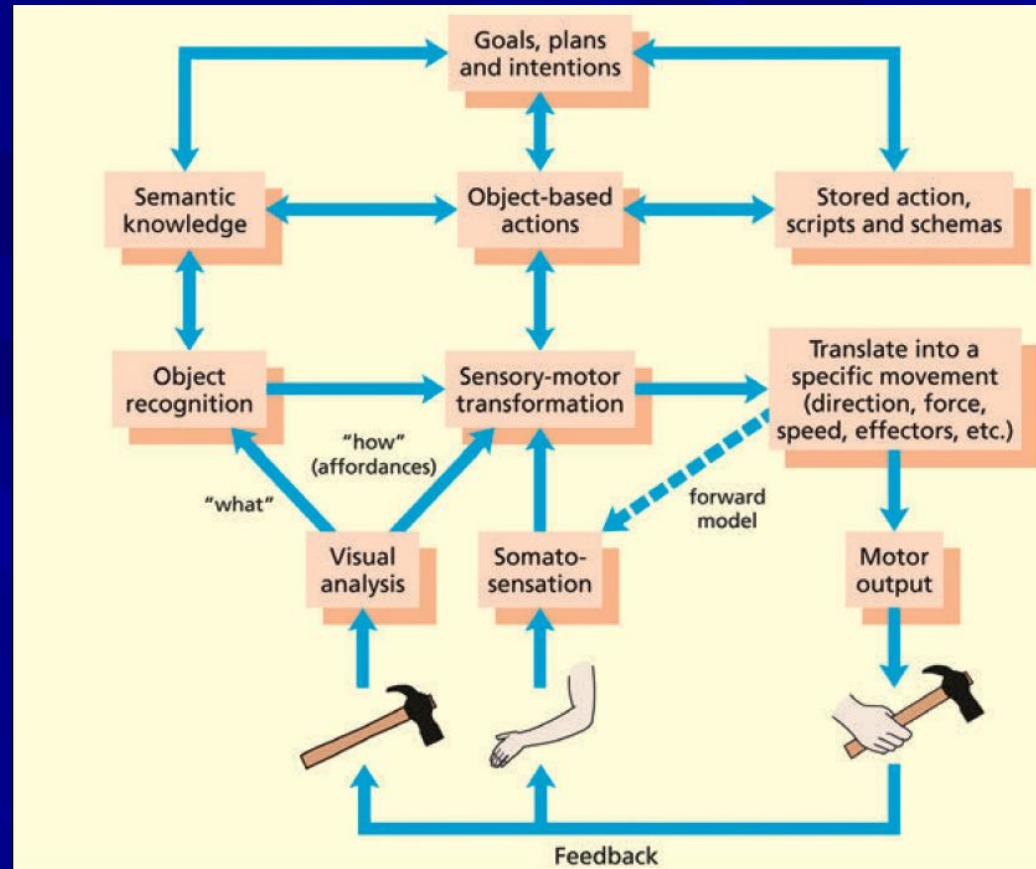 Goals, plans
and intentions
Semantic
knowledge
Object-based
actions
Stored action,
scripts and schemas
Object
recognition
Sensory-motor
transformation
Translate into a
specific movement
(direction, force,
speed, effectors, etc.)
"how"
(affordances)
"what"
forward
model
Visual
analysis
Somato-
sensation
Motor
output
Feedback